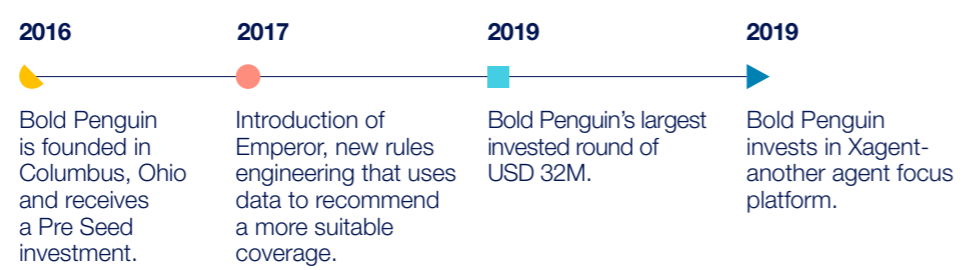 2016
Bold Penguin
is founded in
Columbus, Ohio
and receives
a Pre Seed
investment.
2017
Introduction of
Emperor, new rules
engineering that uses
data to recommend
a more suitable
coverage.
2019
Bold Penguin’s largest
invested round of
USD 32M.
2019
Bold Penguin
invests in Xagent-
another agent focus
platform.